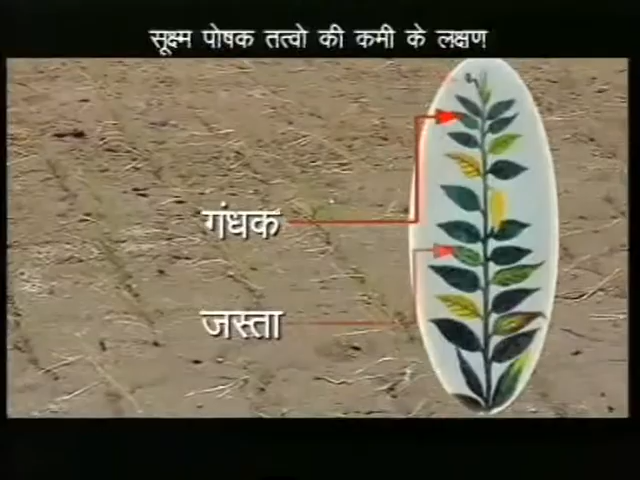 सूक्ष्म पोषक तत्वो की कमी के लक्षण
गंधक
जस्ता